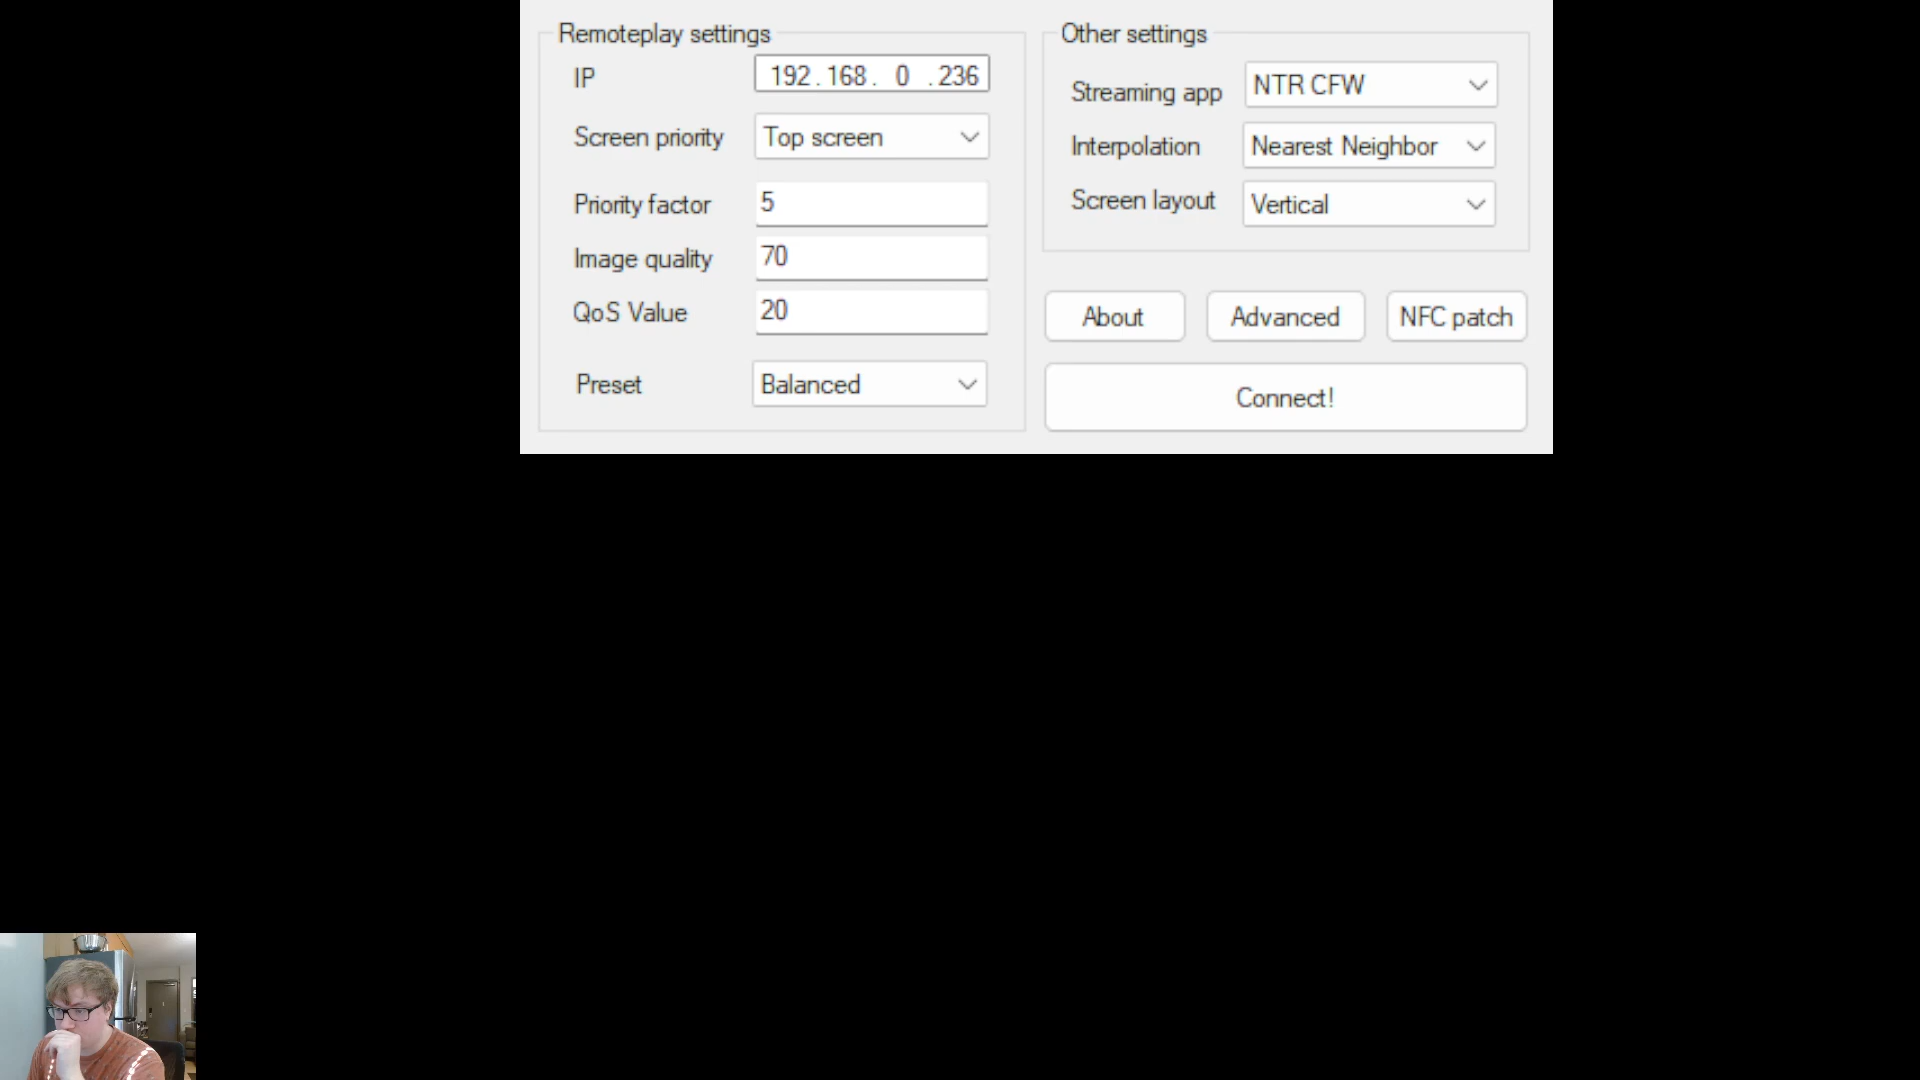 Remoteplay settings
IP
192.168. 0 .236
Screen priority
Top screen
Priority factor
5
Image quality
70
QoS Value
20
Preset
Balanced
Other settings
Streaming app
NTR CFW
Interpolation
Nearest Neighbor
Screen layout
Vertical
About
Advanced
NFC patch
Connect!